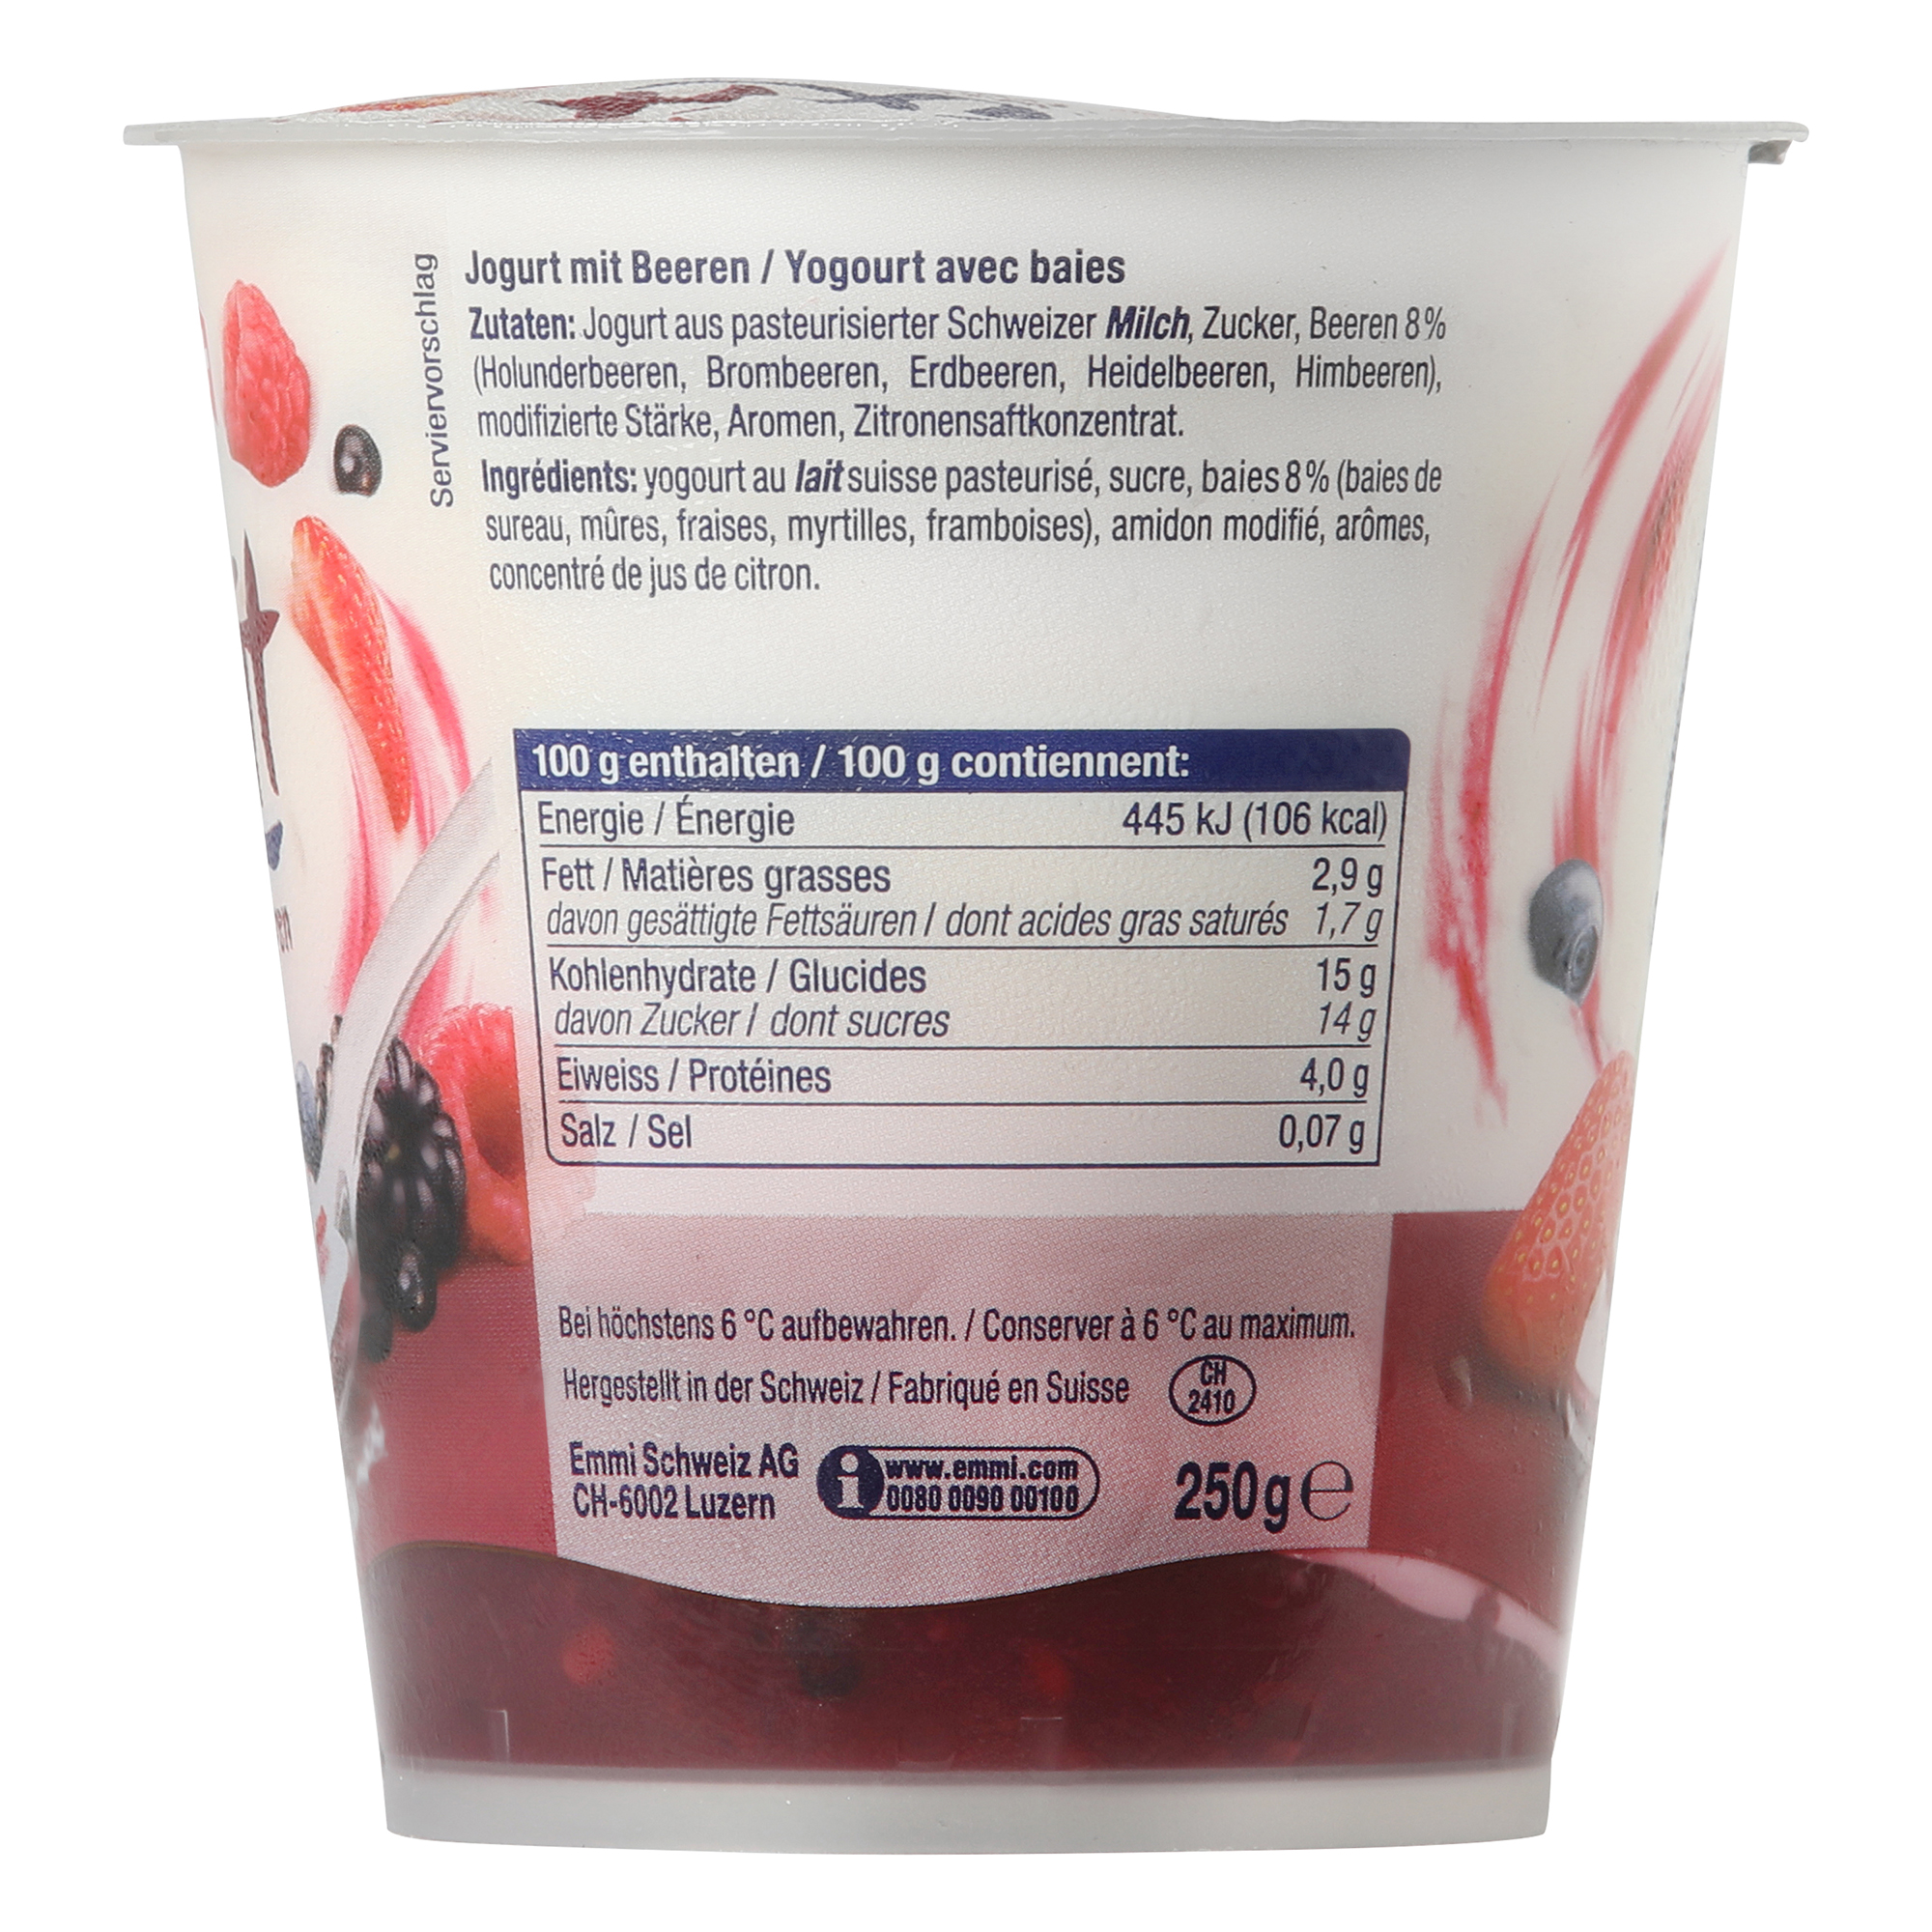 Serviervorschlag
Jogurt mit Beeren / Yogourt avec baies
Zutaten: Jogurt aus pasteurisierter Schweizer Milch, Zucker, Beeren 8%
(Holunderbeeren, Brombeeren, Erdbeeren, Heidelbeeren, Himbeeren),
modifizierte Stärke, Aromen, Zitronensaftkonzentrat.
Ingrédients: yogourt au lait suisse pasteurisé, sucre, baies 8% (baies de
sureau, mûres, fraises, myrtilles, framboises), amidon modifié, arômes,
concentré de jus de citron.
100 g enthalten / 100 g contiennent:
Energie / Énergie 445 kJ (106 kcal)
Fett / Matières grasses 2,9 g
davon gesättigte Fettsäuren / dont acides gras saturés 1,7 g
Kohlenhydrate / Glucides 15 g
davon Zucker / dont sucres 14 g
Eiweiss / Protéines 4,0 g
Salz / Sel 0,07 g
Bei höchstens 6 °C aufbewahren. / Conserver à 6 °C au maximum.
Hergestellt in der Schweiz / Fabriqué en Suisse
CH
2410
Emmi Schweiz AG
CH-6002 Luzern
i www.emmi.com
0080 0090 00100
250 g e